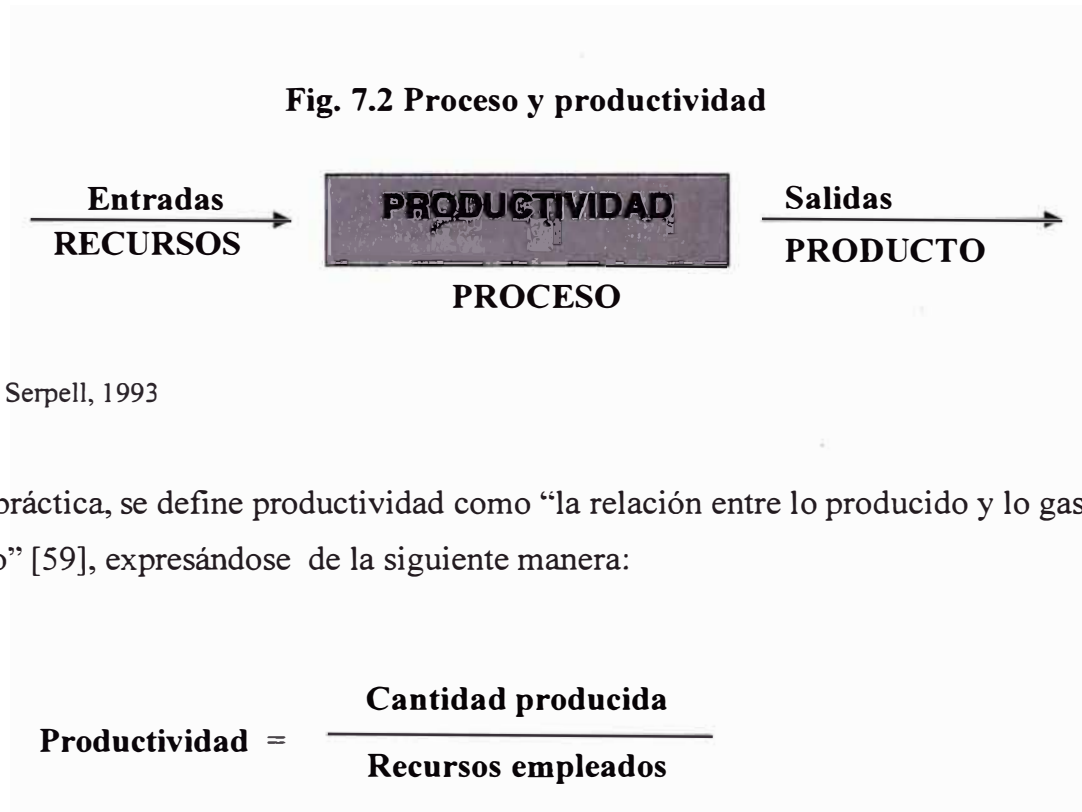 Fig. 7.2 Proceso y productividad
Entradas
RECURSOS
PRODUCTIVIDAD
PROCESO
Salidas
PRODUCTO
Serpell, 1993
práctica, se define productividad como “la relación entre lo producido y lo gas
o” [59], expresándose de la siguiente manera:
Productividad =
Cantidad producida
Recursos empleados